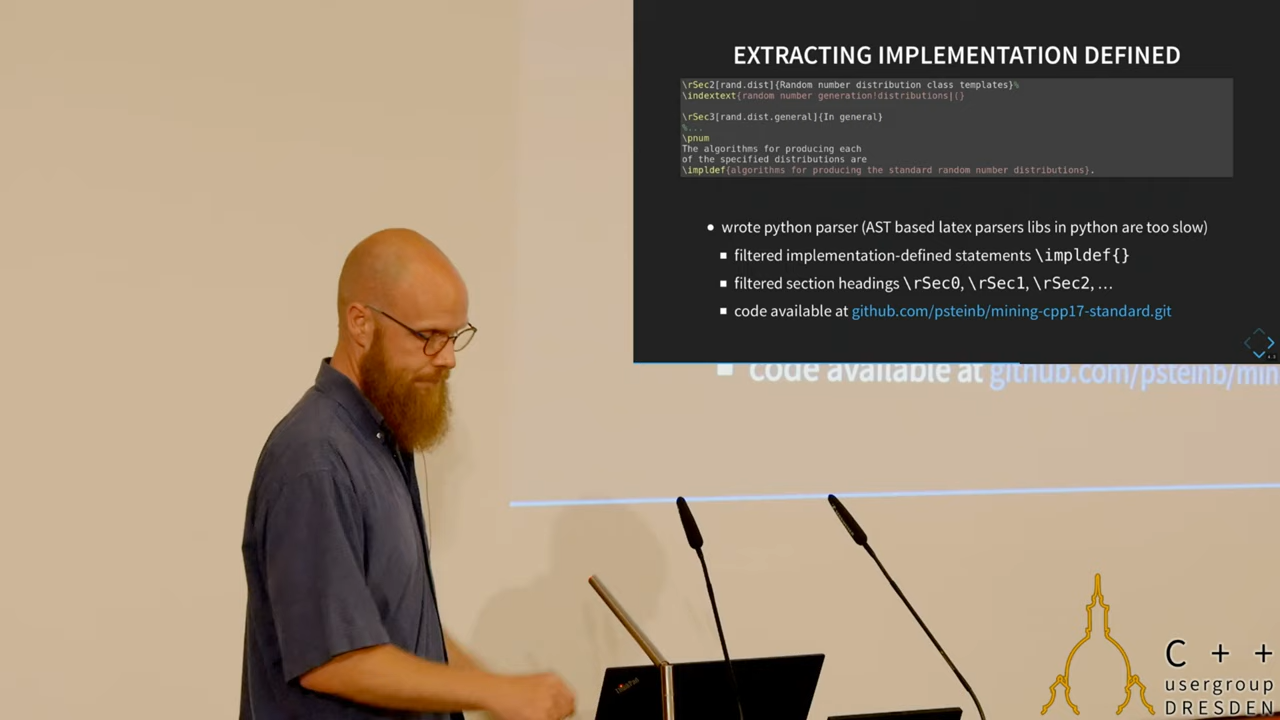 EXTRACTING IMPLEMENTATION DEFINED
\rSec2[rand.dist]{Random number distribution class templates}%
\indextext{random number generation!distributions|(}
\rSec3[rand.dist.general]{In general}
%...
\pnum
The algorithms for producing each
of the specified distributions are
\impldef{algorithms for producing the standard random number distributions}.
• wrote python parser (AST based latex parsers libs in python are too slow)
▪ filtered implementation-defined statements \impldef{}
▪ filtered section headings \rSec0, \rSec1, \rSec2, …
▪ code available at github.com/psteinb/mining-cpp17-standard.git
▪ code available at github.com/psteinb/min
ThinkPad
C + +
usergroup
DRESDEN